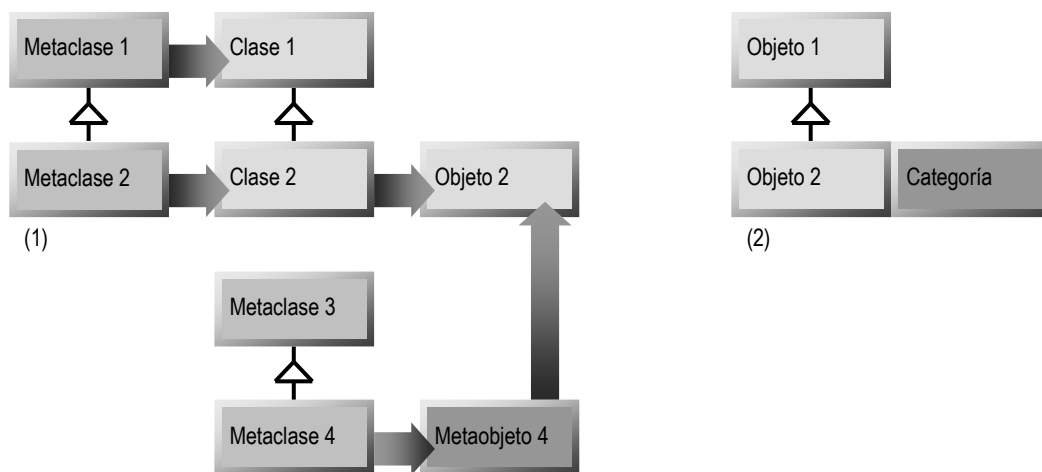 Metaclase 1
Clase 1
Objeto 1
Metaclase 2
Clase 2
Objeto 2
Objeto 2
Categoría
(1)
(2)
Metaclase 3
Metaclase 4
Metaobjeto 4